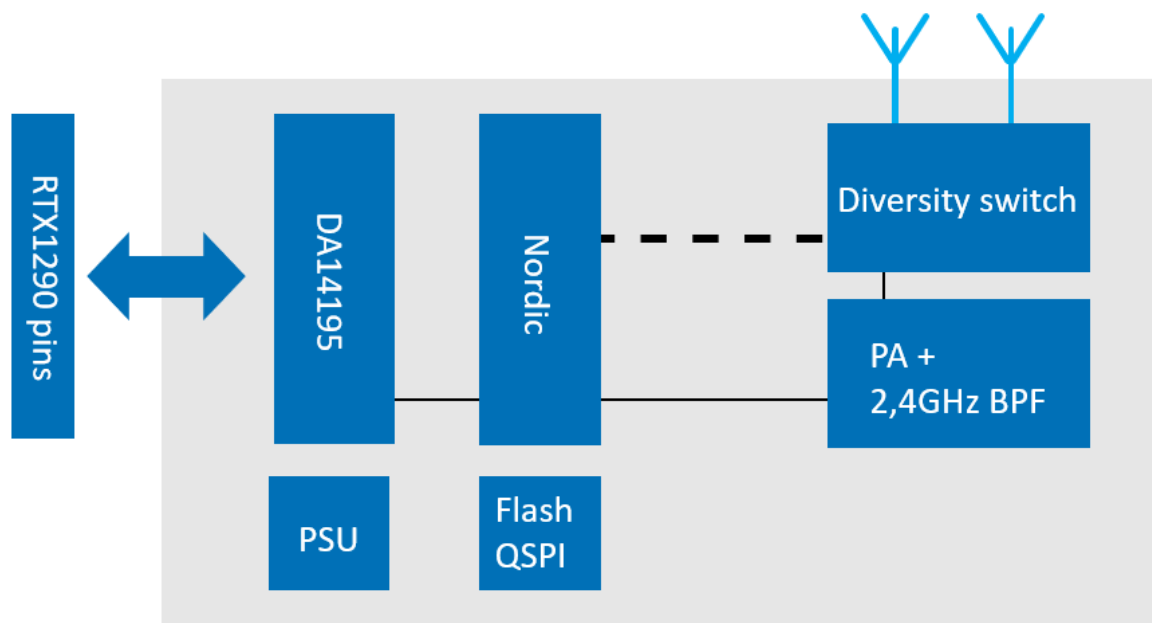 RTX1290 pins
DA14195
Nordic
Diversity switch
PA +
2,4GHz BPF
PSU
Flash
QSPI